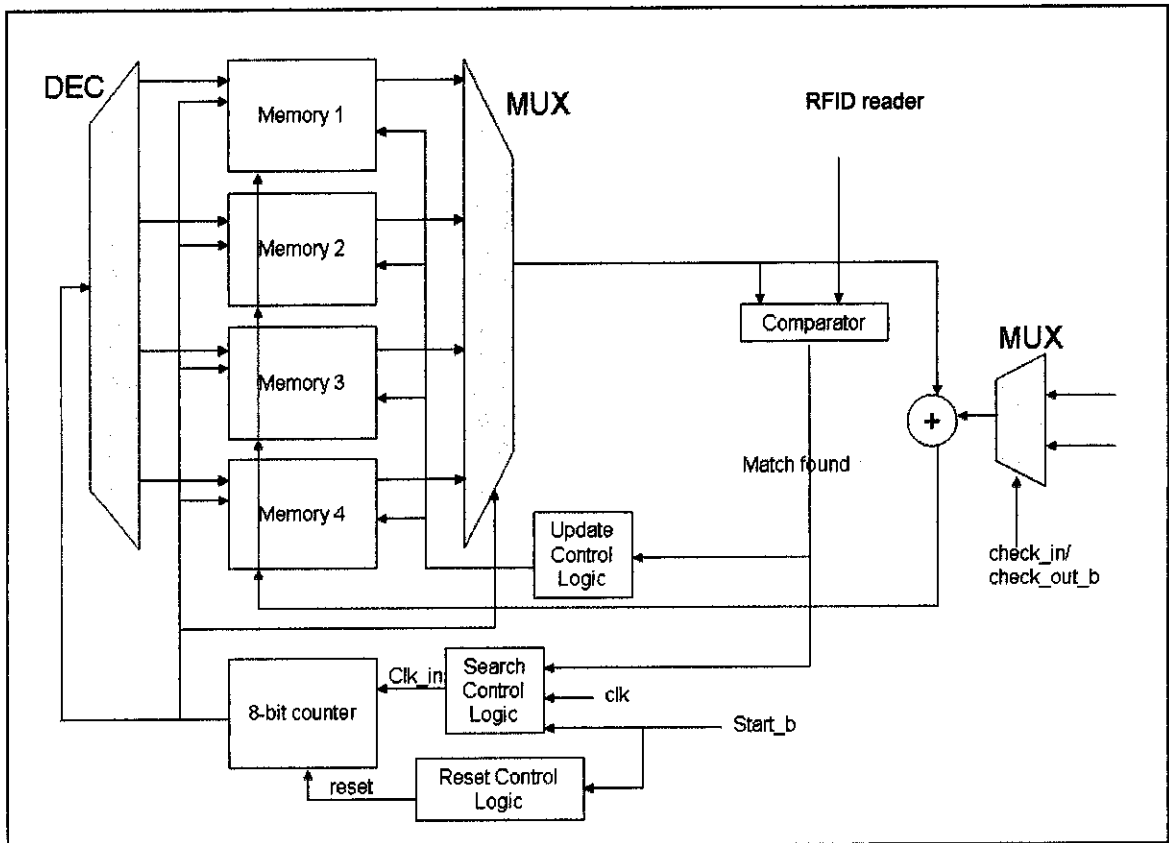 DEC
Memory 1
MUX
RFID reader
Memory 2
Comparator
MUX
Memory 3
+
Match found
Memory 4
Update
Control
Logic
check_in/
check_out_b
8-bit counter
Clk_in
Search
Control
Logic
clk
Start_b
reset
Reset Control
Logic